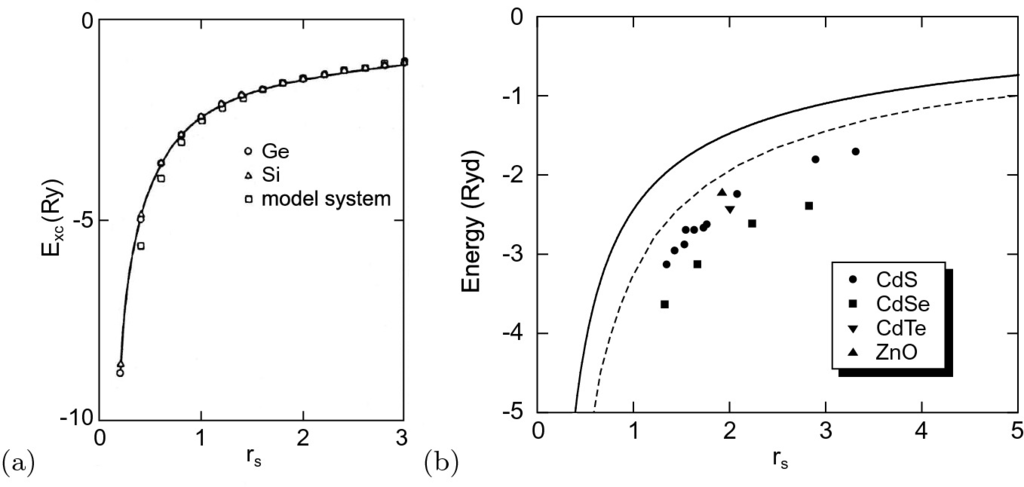 0
-5
-10
0
1
2
3
E_xc (Ry)
r_s
Ge
Si
model system
(a)
-0
-1
-2
-3
-4
-5
0
1
2
3
4
5
Energy (Ryd)
r_s
CdS
CdSe
CdTe
ZnO
(b)